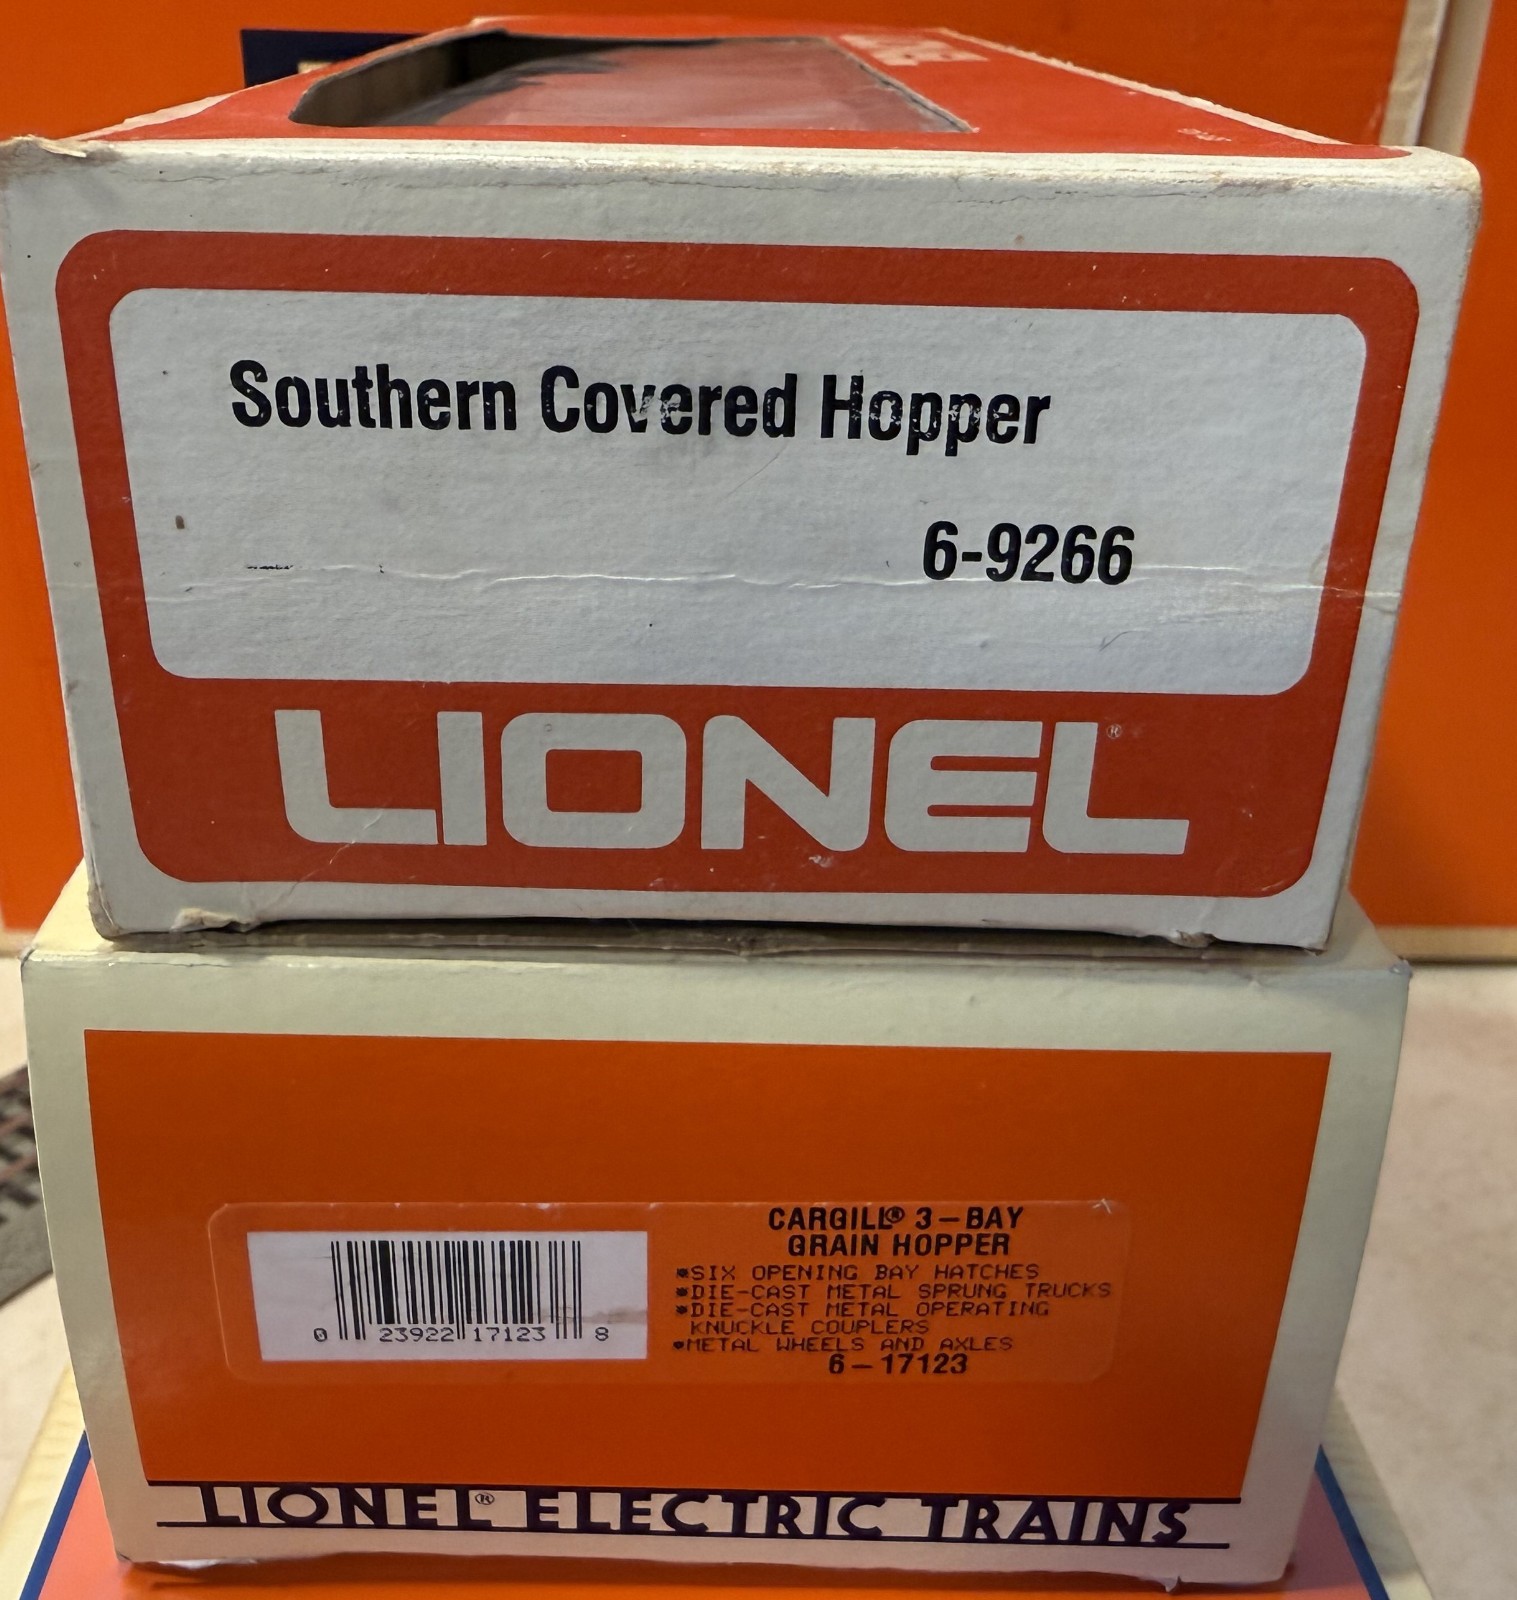 Southern Covered Hopper
6-9266
LIONEL®
CARGILL® 3-BAY
GRAIN HOPPER
*SIX OPENING BAY HATCHES
*DIE-CAST METAL SPRUNG TRUCKS
*DIE-CAST METAL OPERATING
KNUCKLE COUPLERS
*METAL WHEELS AND AXLES
6-17123
0 23922 17123 8
LIONEL® ELECTRIC TRAINS